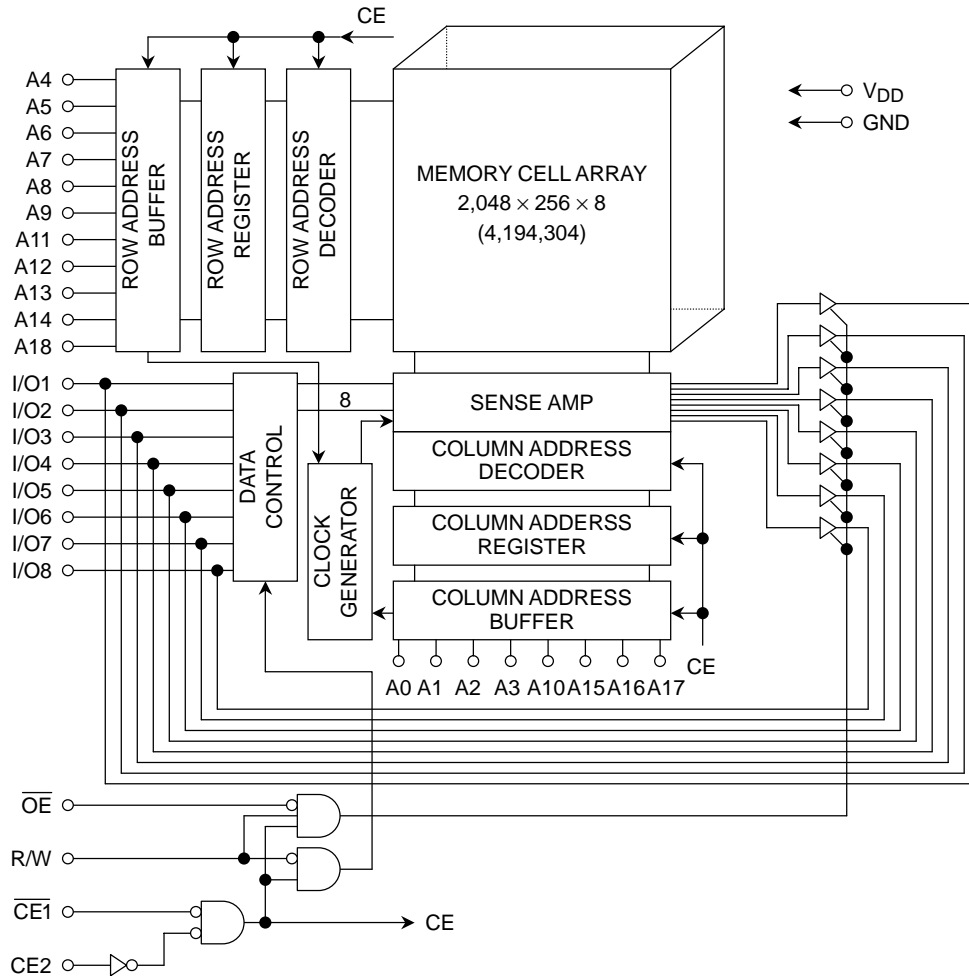 CE
A4
A5
A6
A7
A8
A9
A11
A12
A13
A14
A18
ROW ADDRESS
BUFFER
ROW ADDRESS
REGISTER
ROW ADDRESS
DECODER
MEMORY CELL ARRAY
2,048 × 256 × 8
(4,194,304)
VDD
GND
I/O1
I/O2
I/O3
I/O4
I/O5
I/O6
I/O7
I/O8
DATA
CONTROL
8
CLOCK
GENERATOR
SENSE AMP
COLUMN ADDRESS
DECODER
COLUMN ADDERSS
REGISTER
COLUMN ADDRESS
BUFFER
CE
A0 A1 A2 A3 A10 A15 A16 A17
O̅E̅
R/W
C̅E̅1̅
CE2
CE